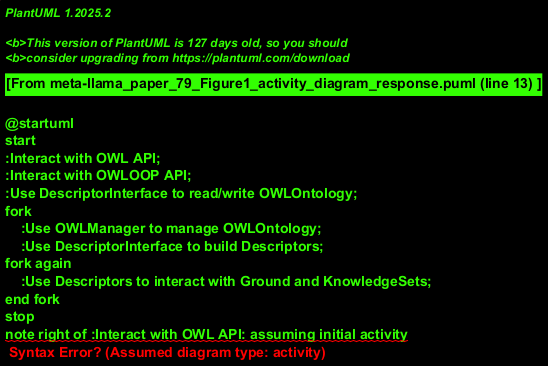 PlantUML 1.2025.2
<b>This version of PlantUML is 127 days old, so you should
<b>consider upgrading from https://plantuml.com/download
[From meta-llama_paper_79_Figure1_activity_diagram_response.puml (line 13) ]
@startuml
start
:Interact with OWL API;
:Interact with OWLOOP API;
:Use DescriptorInterface to read/write OWLOntology;
fork
:Use OWLManager to manage OWLOntology;
:Use DescriptorInterface to build Descriptors;
fork again
:Use Descriptors to interact with Ground and KnowledgeSets;
end fork
stop
note right of :Interact with OWL API: assuming initial activity
Syntax Error? (Assumed diagram type: activity)